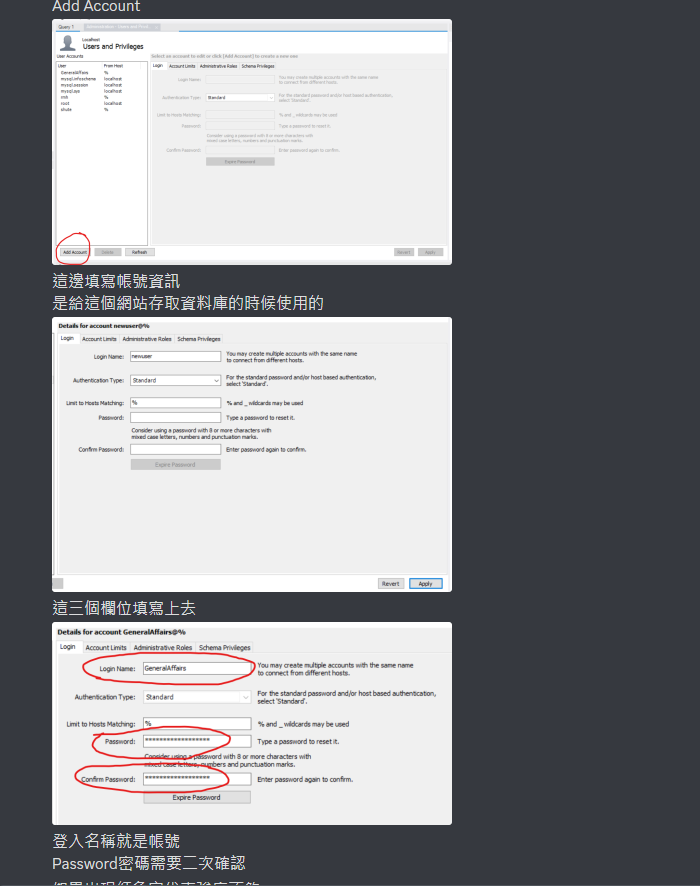 Add Account
Query 1
Localhost
Users and Privileges
User Accounts
Select an account to edit or click [Add Account] to create a new one
User From Host
GeneralAffairs %
mysql.infoschema localhost
mysql.session localhost
mysql.sys localhost
root localhost
%
Login Account Limits Administrative Roles Schema Privileges
Login Name:
You may create multiple accounts with the same name
to connect from different hosts.
Authentication Type: Standard
For the standard password and/or host based authentication,
select 'Standard'.
Limit to Hosts Matching:
% and _ wildcards may be used
Password:
Type a password to reset it.
Consider using a password with 8 or more characters with
mixed case letters, numbers and punctuation marks.
Confirm Password:
Enter password again to confirm.
Expire Password
Add Account Delete Refresh Revert Apply
這邊填寫帳號資訊
是給這個網站存取資料庫的時候使用的
Details for account newuser@%
Login Account Limits Administrative Roles Schema Privileges
Login Name: newuser
You may create multiple accounts with the same name
to connect from different hosts.
Authentication Type: Standard
For the standard password and/or host based authentication,
select 'Standard'.
Limit to Hosts Matching: %
% and _ wildcards may be used
Password:
Type a password to reset it.
Consider using a password with 8 or more characters with
mixed case letters, numbers and punctuation marks.
Confirm Password:
Enter password again to confirm.
Expire Password
Revert Apply
這三個欄位填寫上去
Details for account GeneralAffairs@%
Login Account Limits Administrative Roles Schema Privileges
Login Name: GeneralAffairs
You may create multiple accounts with the same name
to connect from different hosts.
Authentication Type: Standard
For the standard password and/or host based authentication,
select 'Standard'.
Limit to Hosts Matching: %
% and _ wildcards may be used
Password: *****************
Type a password to reset it.
Consider using a password with 8 or more characters with
mixed case letters, numbers and punctuation marks.
Confirm Password: *****************
Enter password again to confirm.
Expire Password
登入名稱就是帳號
Password密碼需要二次確認